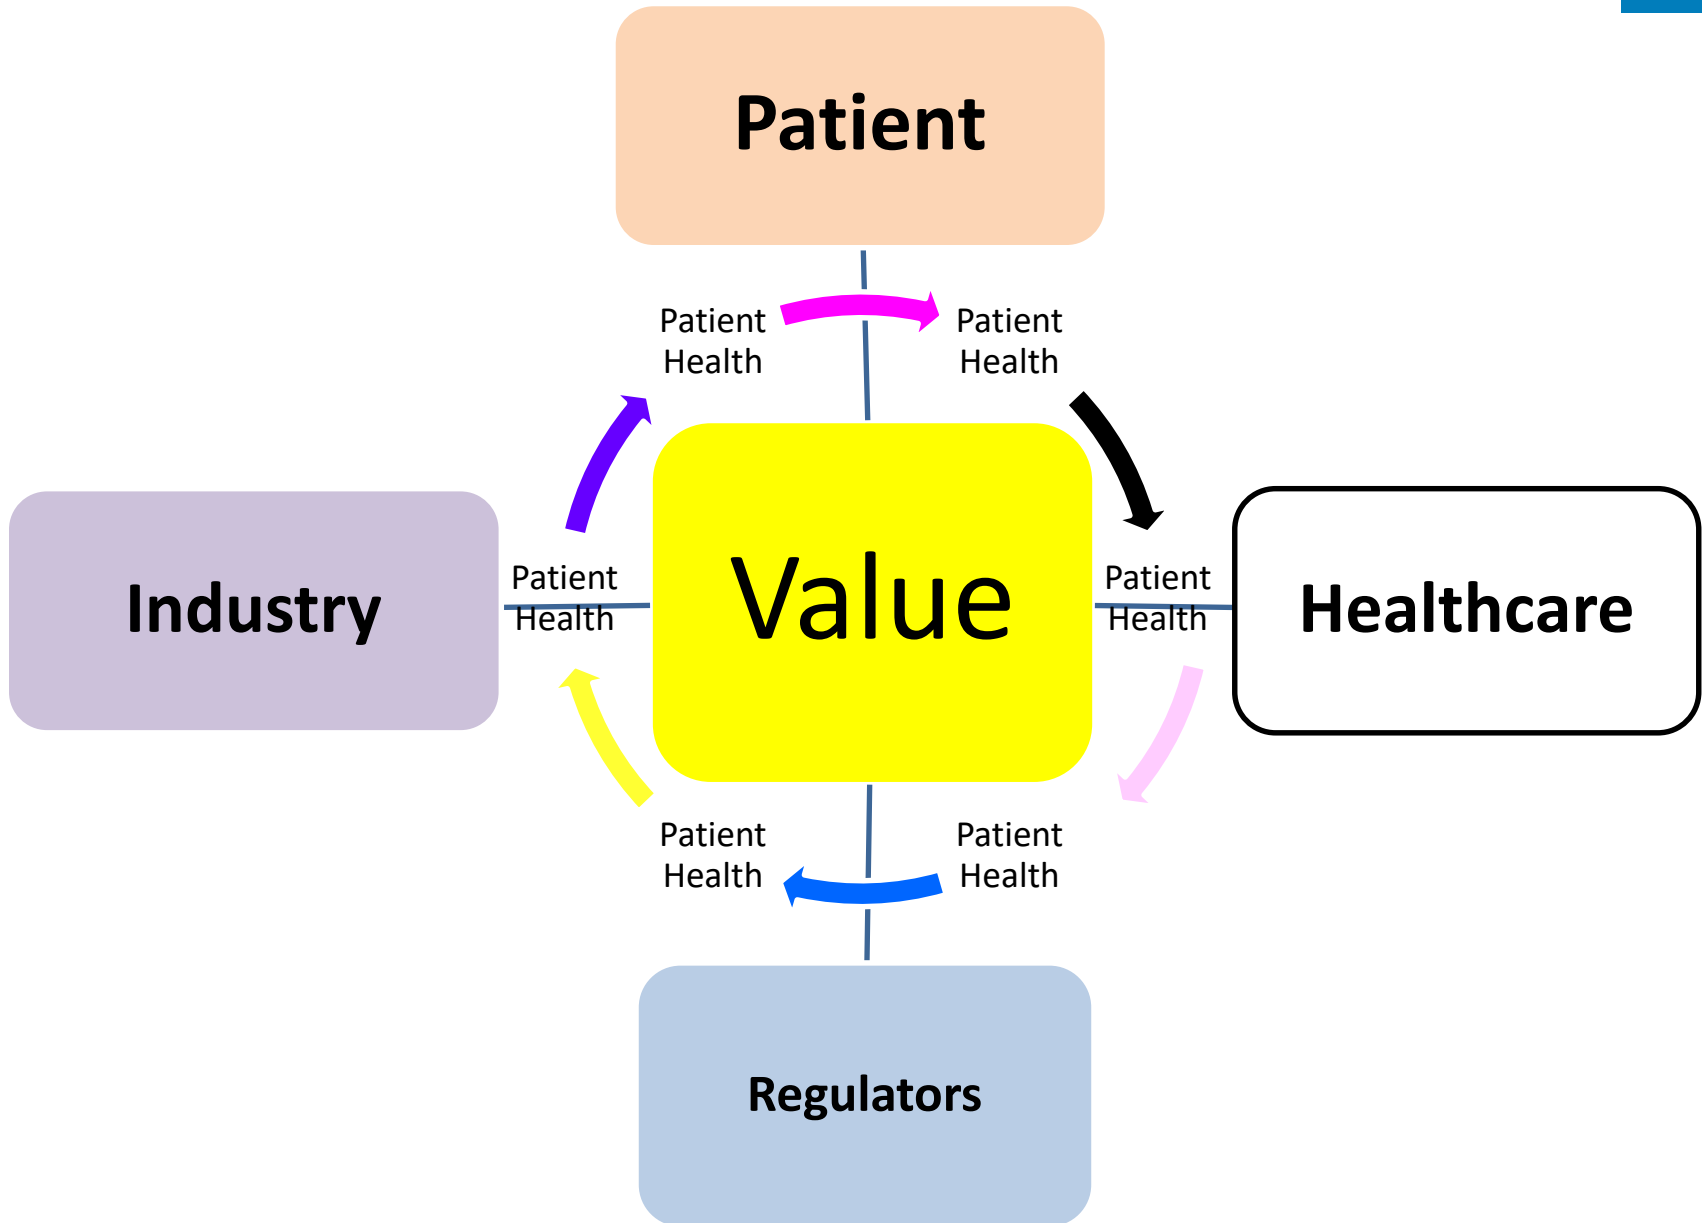 Patient
Patient
Health
Patient
Health
Industry
Patient
Health
Value
Patient
Health
Healthcare
Patient
Health
Patient
Health
Regulators